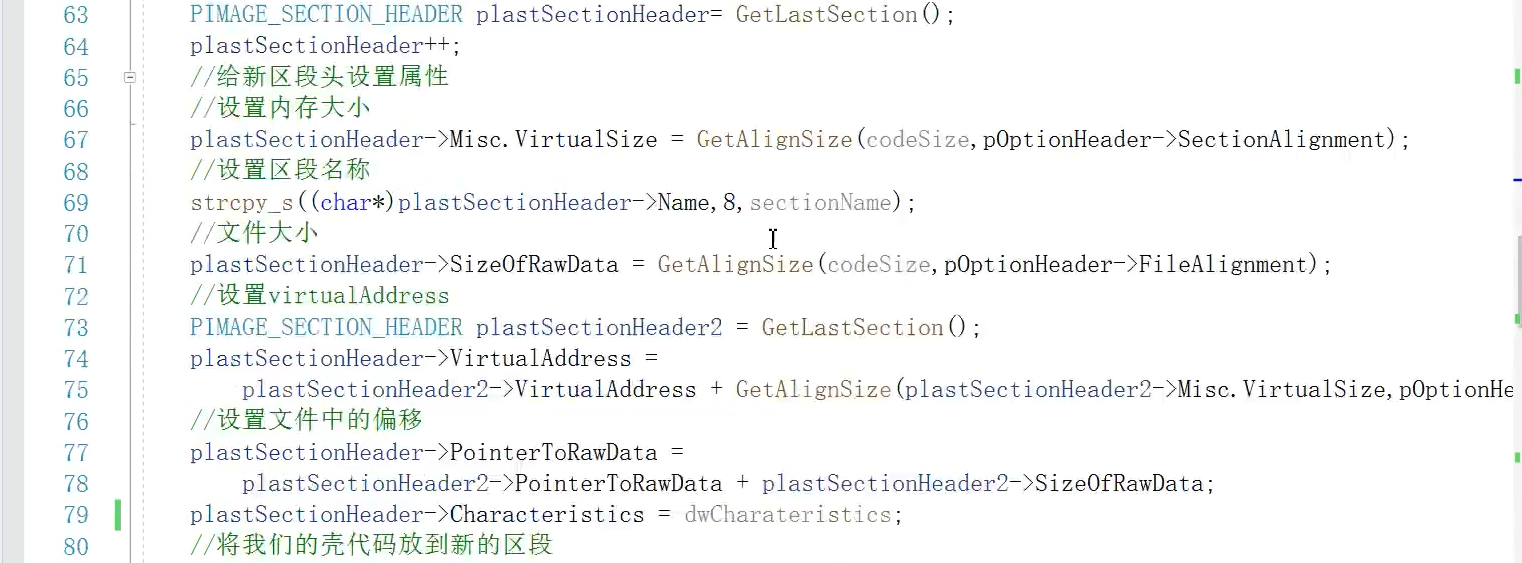 63 PIMAGE_SECTION_HEADER plastSectionHeader= GetLastSection();
64 plastSectionHeader++;
65 //给新区段头设置属性
66 //设置内存大小
67 plastSectionHeader->Misc.VirtualSize = GetAlignSize(codeSize,pOptionHeader->SectionAlignment);
68 //设置区段名称
69 strcpy_s((char*)plastSectionHeader->Name,8,sectionName);
70 //文件大小
71 plastSectionHeader->SizeOfRawData = GetAlignSize(codeSize,pOptionHeader->FileAlignment);
72 //设置virtualAddress
73 PIMAGE_SECTION_HEADER plastSectionHeader2 = GetLastSection();
74 plastSectionHeader->VirtualAddress =
75 plastSectionHeader2->VirtualAddress + GetAlignSize(plastSectionHeader2->Misc.VirtualSize,pOptionHe
76 //设置文件中的偏移
77 plastSectionHeader->PointerToRawData =
78 plastSectionHeader2->PointerToRawData + plastSectionHeader2->SizeOfRawData;
79 plastSectionHeader->Characteristics = dwCharateristics;
80 //将我们的壳代码放到新的区段